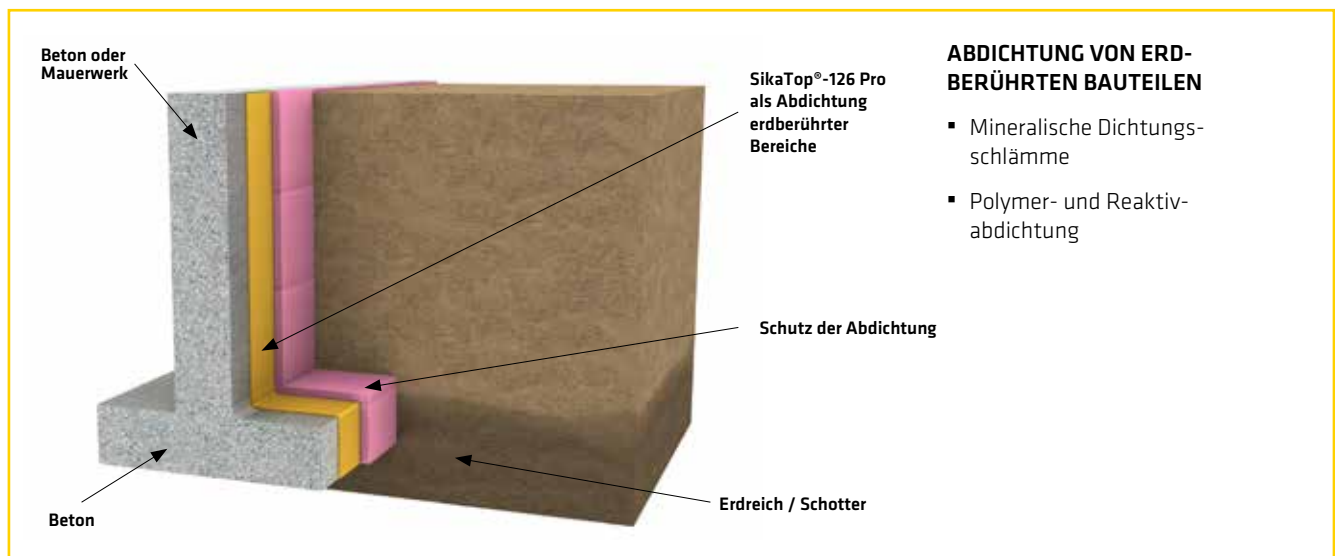 Beton oder
Mauerwerk
SikaTop®-126 Pro
als Abdichtung
erdberührter
Bereiche
Schutz der Abdichtung
Erdreich / Schotter
Beton
ABDICHTUNG VON ERD-
BERÜHRTEN BAUTEILEN
▪ Mineralische Dichtungs-
schlämme
▪ Polymer- und Reaktiv-
abdichtung